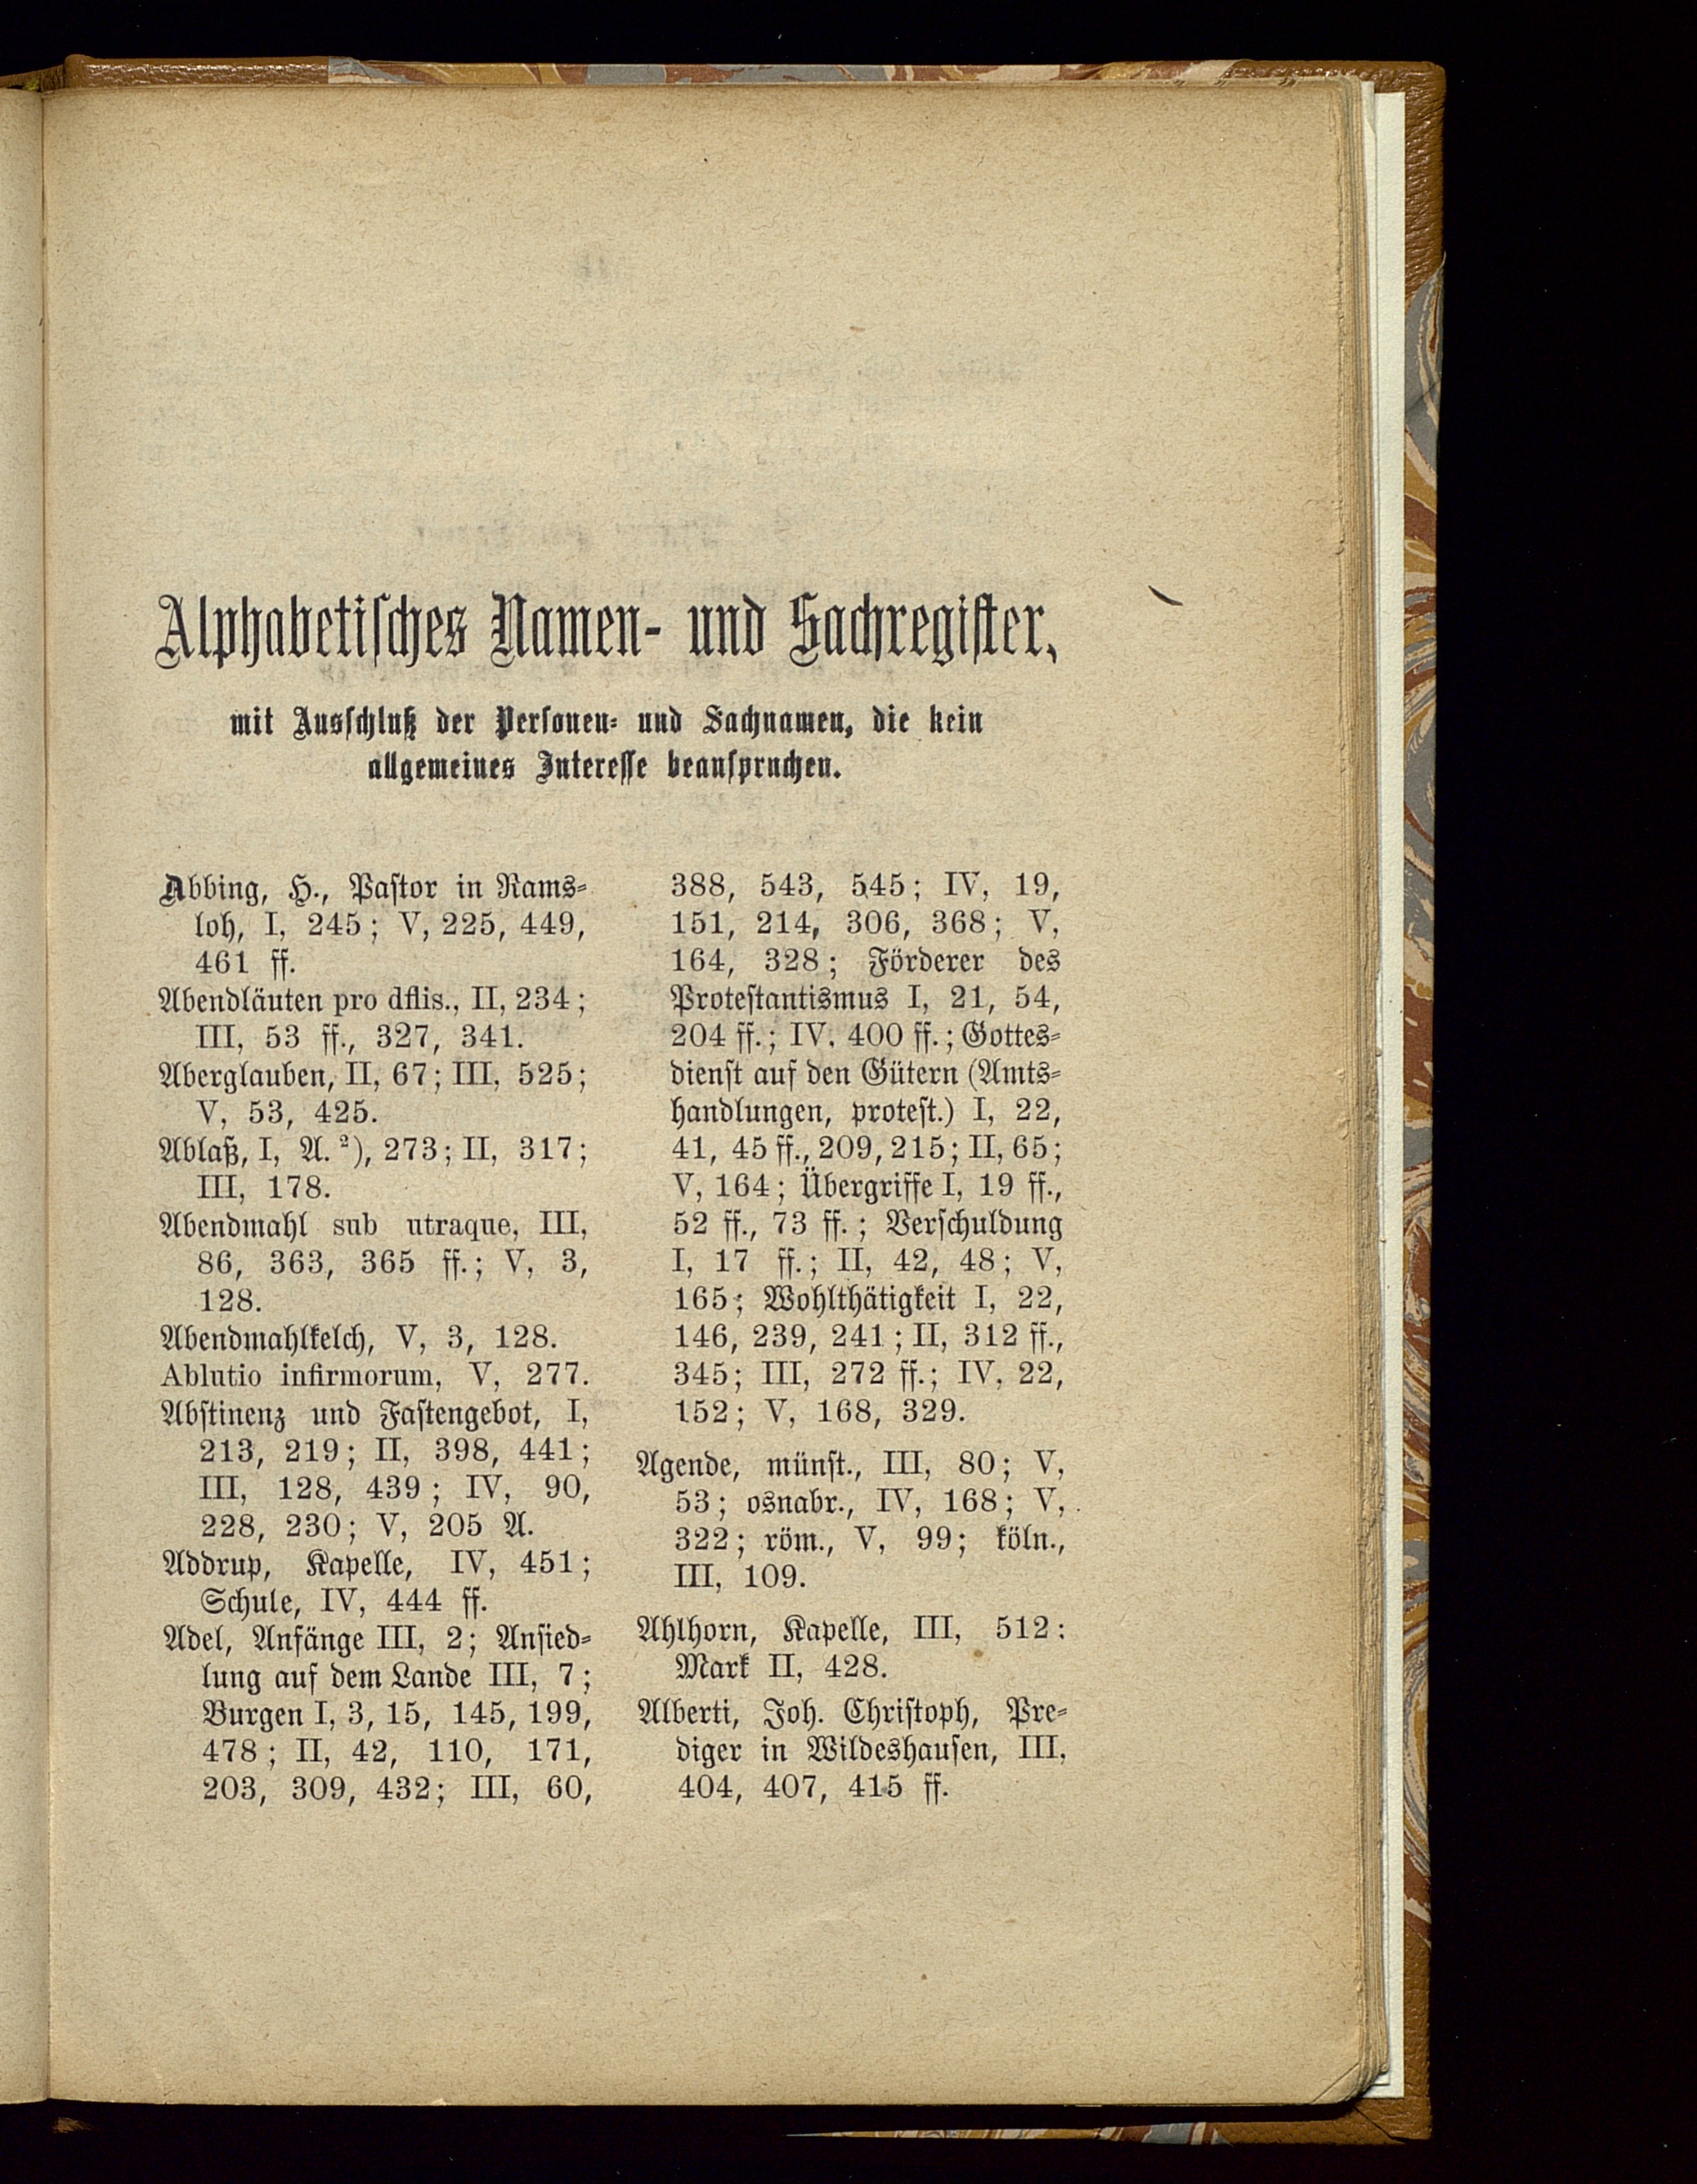 Alphabetisches Namen- und Sachregister,
mit Ausschluß der Personen- und Sachnamen, die kein
allgemeines Interesse beanspruchen.
Abbing, H., Pastor in Rams-
loh, I, 245; V, 225, 449,
461 ff.
Abendläuten pro dflis., II, 234;
III, 53 ff., 327, 341.
Aberglauben, II, 67; III, 525;
V, 53, 425.
Ablaß, I, A. ²), 273; II, 317;
III, 178.
Abendmahl sub utraque, III,
86, 363, 365 ff.; V, 3,
128.
Abendmahlkelch, V, 3, 128.
Ablutio infirmorum, V, 277.
Abstinenz und Fastengebot, I,
213, 219; II, 398, 441;
III, 128, 439; IV, 90,
228, 230; V, 205 A.
Addrup, Kapelle, IV, 451;
Schule, IV, 444 ff.
Adel, Anfänge III, 2; Ansied-
lung auf dem Lande III, 7;
Burgen I, 3, 15, 145, 199,
478; II, 42, 110, 171,
203, 309, 432; III, 60,
388, 543, 545; IV, 19,
151, 214, 306, 368; V,
164, 328; Förderer des
Protestantismus I, 21, 54,
204 ff.; IV, 400 ff.; Gottes-
dienst auf den Gütern (Amts-
handlungen, protest.) I, 22,
41, 45 ff., 209, 215; II, 65;
V, 164; Übergriffe I, 19 ff.,
52 ff., 73 ff.; Verschuldung
I, 17 ff.; II, 42, 48; V,
165; Wohlthätigkeit I, 22,
146, 239, 241; II, 312 ff.,
345; III, 272 ff.; IV, 22,
152; V, 168, 329.
Agende, münst., III, 80; V,
53; osnabr., IV, 168; V,
322; röm., V, 99; köln.,
III, 109.
Ahlhorn, Kapelle, III, 512:
Mark II, 428.
Alberti, Joh. Christoph, Pre-
diger in Wildeshausen, III,
404, 407, 415 ff.